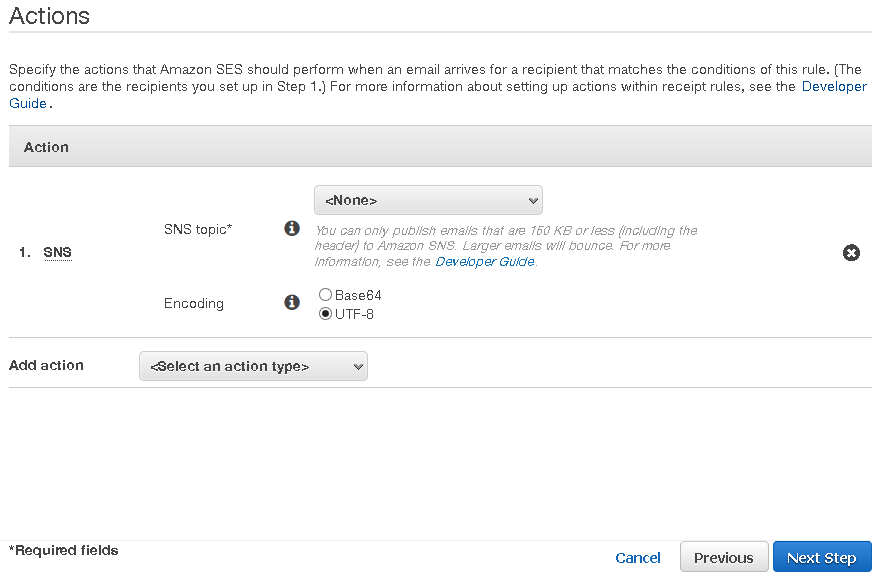 Actions
Specify the actions that Amazon SES should perform when an email arrives for a recipient that matches the conditions of this rule. (The
conditions are the recipients you set up in Step 1.) For more information about setting up actions within receipt rules, see the Developer
Guide.
Action
1. SNS
SNS topic*
<None>
You can only publish emails that are 150 KB or less (including the
header) to Amazon SNS. Larger emails will bounce. For more
information, see the Developer Guide.
Encoding
Base64
UTF-8
Add action
<Select an action type>
*Required fields
Cancel
Previous
Next Step